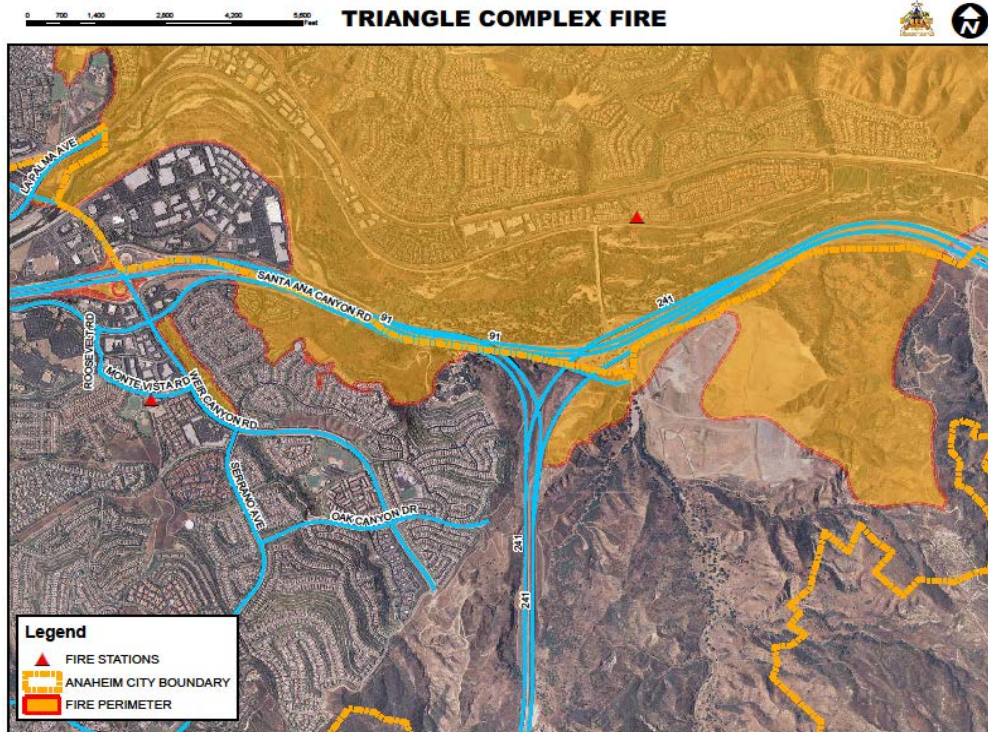 0 700 1,400 2,800 4,200 5,600
Feet
TRIANGLE COMPLEX FIRE
N
LA PALMA AVE
SANTA ANA CANYON RD
91
91
241
ROOSEVELT RD
MONTE VISTA RD
WEIR CANYON RD
SERRANO AVE
OAK CANYON DR
241
241
Legend
FIRE STATIONS
ANAHEIM CITY BOUNDARY
FIRE PERIMETER